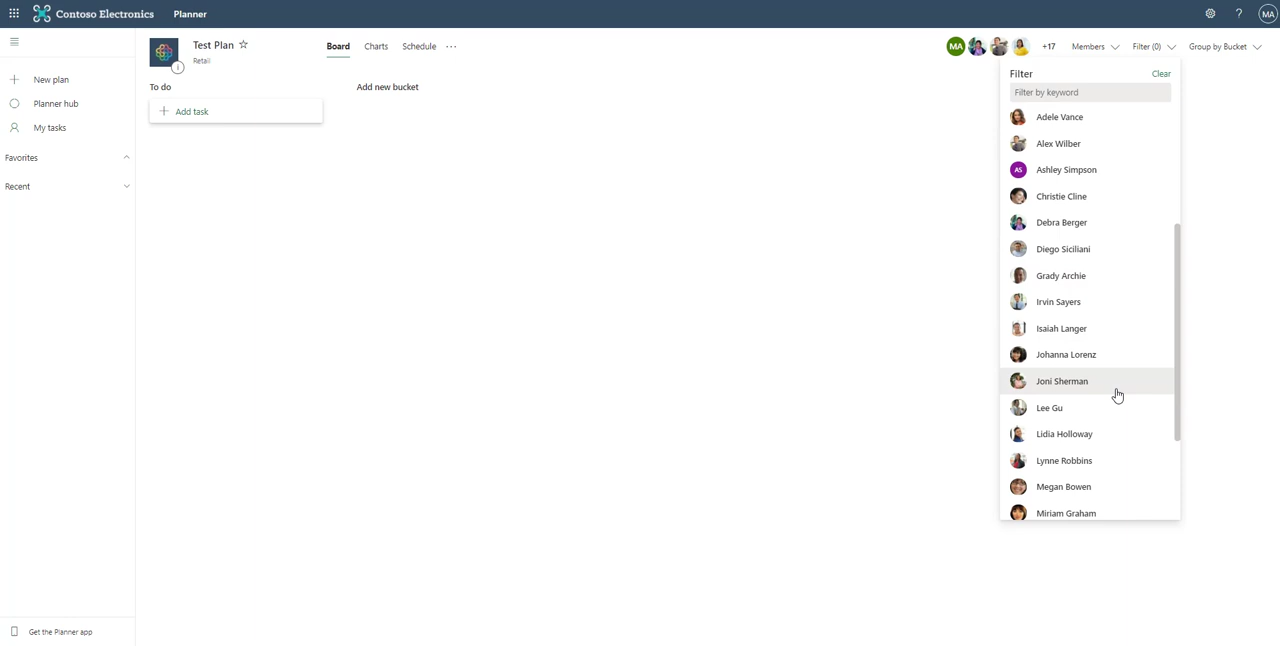 Contoso Electronics
Planner
?
MA
Test Plan
Retail
Board
Charts
Schedule
MA
+17
Members
Filter (0)
Group by Bucket
New plan
Planner hub
My tasks
Favorites
Recent
To do
Add task
Add new bucket
Filter
Clear
Filter by keyword
Adele Vance
Alex Wilber
AS Ashley Simpson
Christie Cline
Debra Berger
Diego Siciliani
Grady Archie
Irvin Sayers
Isaiah Langer
Johanna Lorenz
Joni Sherman
Lee Gu
Lidia Holloway
Lynne Robbins
Megan Bowen
Miriam Graham
Get the Planner app